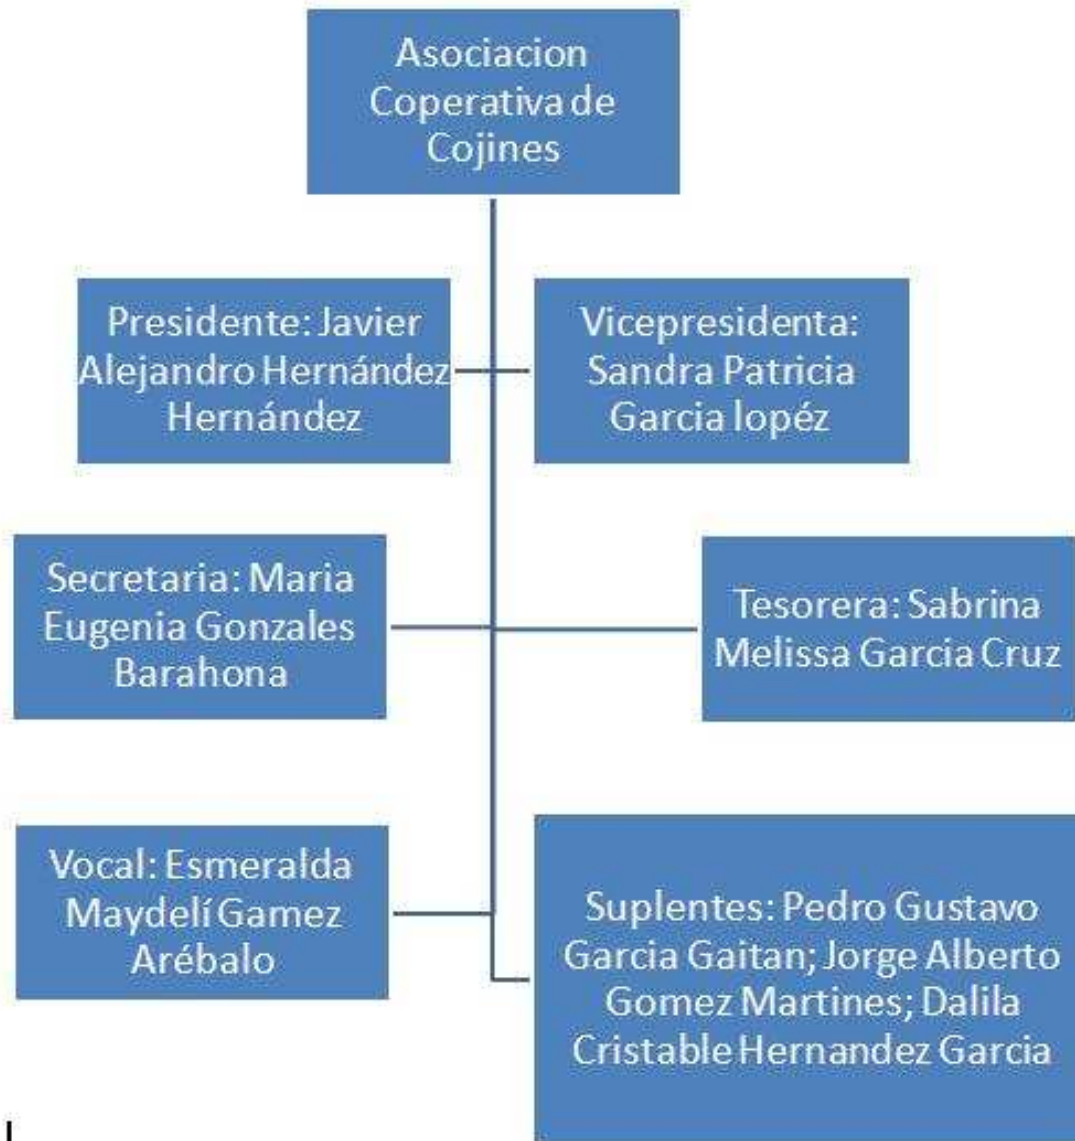 Asociacion
Coperativa de
Cojines
Presidente: Javier
Alejandro Hernández
Hernández
Vicepresidenta:
Sandra Patricia
Garcia lopéz
Secretaria: Maria
Eugenia Gonzales
Barahona
Tesorera: Sabrina
Melissa Garcia Cruz
Vocal: Esmeralda
Maydelí Gamez
Arébalo
Suplentes: Pedro Gustavo
Garcia Gaitan; Jorge Alberto
Gomez Martines; Dalila
Cristable Hernandez Garcia